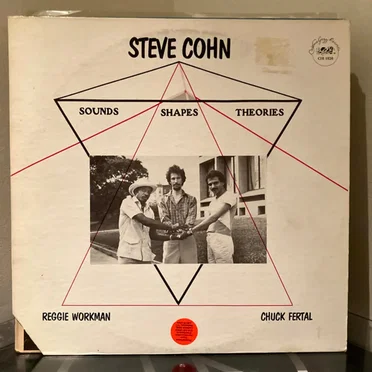 STEVE COHN
SOUNDS SHAPES THEORIES
REGGIE WORKMAN CHUCK FERTAL